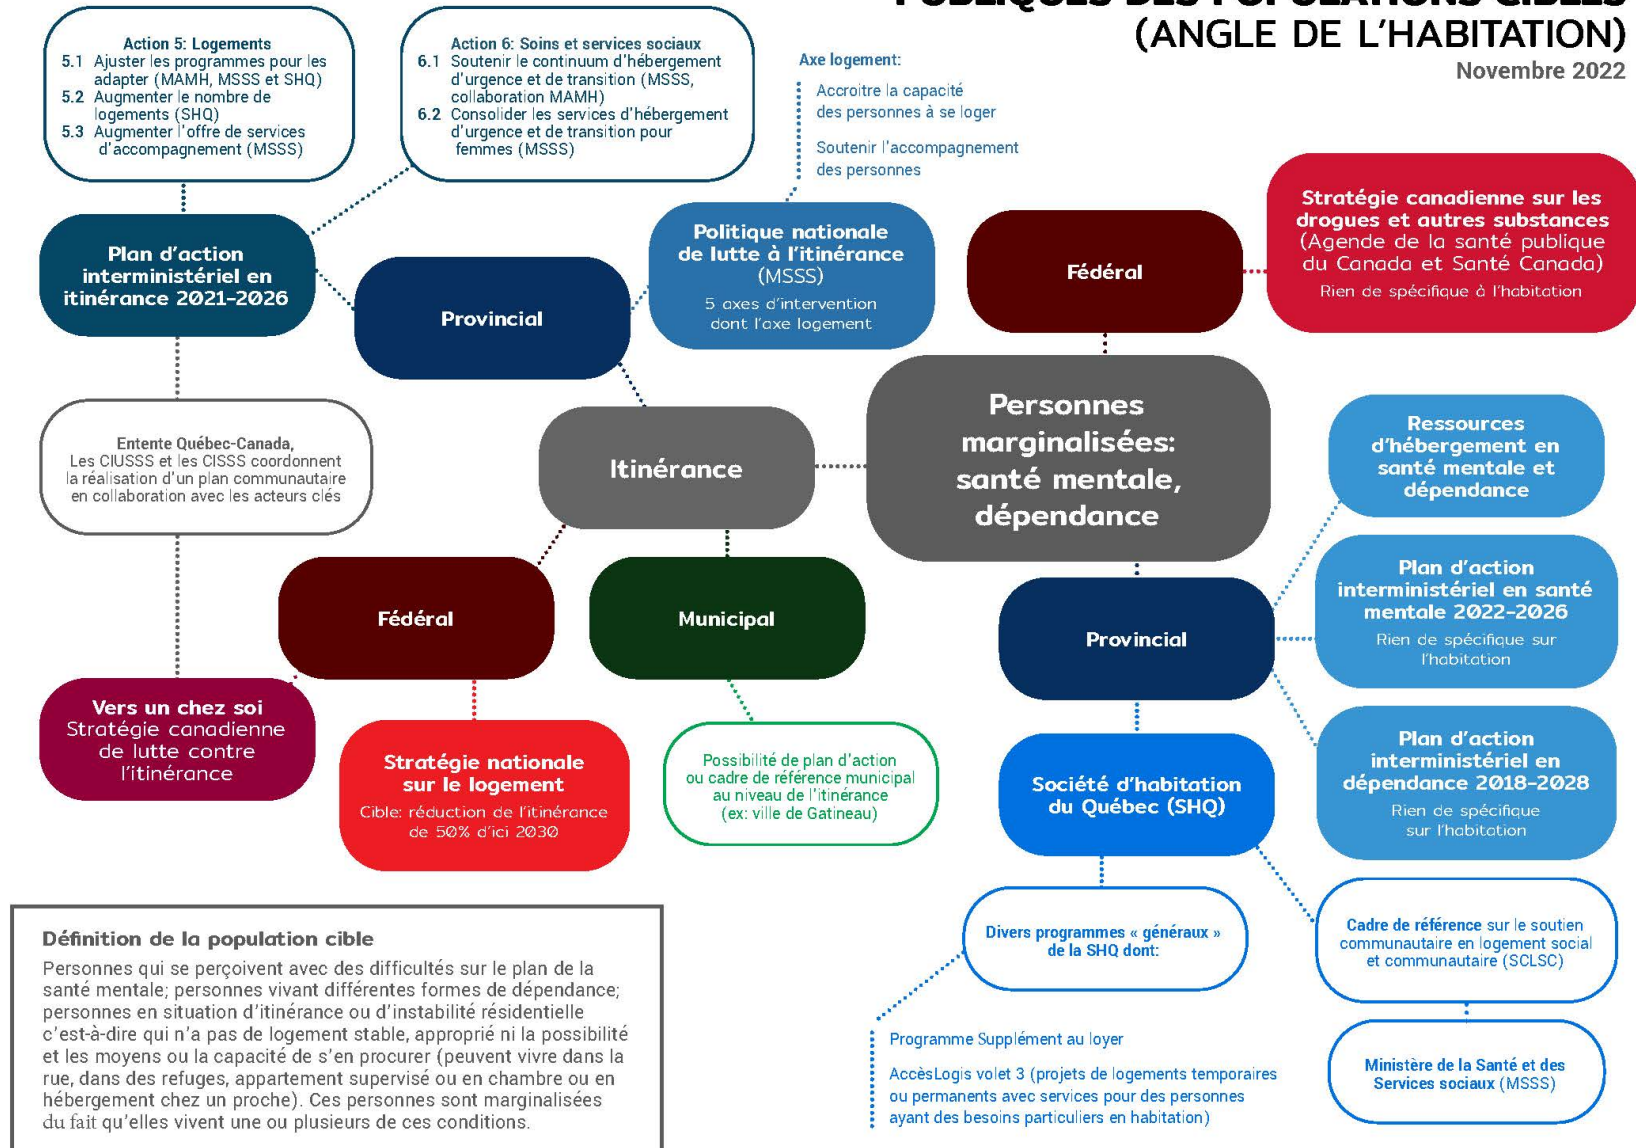 PUBLIQUES DES POPULATIONS CIBLES
(ANGLE DE L’HABITATION)
Novembre 2022
Action 5: Logements
5.1 Ajuster les programmes pour les
adapter (MAMH, MSSS et SHQ)
5.2 Augmenter le nombre de
logements (SHQ)
5.3 Augmenter l’offre de services
d’accompagnement (MSSS)
Action 6: Soins et services sociaux
6.1 Soutenir le continuum d’hébergement
d’urgence et de transition (MSSS,
collaboration MAMH)
6.2 Consolider les services d’hébergement
d’urgence et de transition pour
femmes (MSSS)
Axe logement:
Accroitre la capacité
des personnes à se loger
Soutenir l’accompagnement
des personnes
Plan d’action
interministériel en
itinérance 2021-2026
Provincial
Politique nationale
de lutte à l’itinérance
(MSSS)
5 axes d’intervention
dont l’axe logement
Fédéral
Stratégie canadienne sur les
drogues et autres substances
(Agende de la santé publique
du Canada et Santé Canada)
Rien de spécifique à l’habitation
Entente Québec-Canada,
Les CIUSSS et les CISSS coordonnent
la réalisation d’un plan communautaire
en collaboration avec les acteurs clés
Itinérance
Personnes
marginalisées:
santé mentale,
dépendance
Ressources
d’hébergement en
santé mentale et
dépendance
Fédéral
Municipal
Provincial
Plan d’action
interministériel en santé
mentale 2022-2026
Rien de spécifique sur
l’habitation
Vers un chez soi
Stratégie canadienne
de lutte contre
l’itinérance
Stratégie nationale
sur le logement
Cible: réduction de l’itinérance
de 50% d’ici 2030
Possibilité de plan d’action
ou cadre de référence municipal
au niveau de l’itinérance
(ex: ville de Gatineau)
Société d’habitation
du Québec (SHQ)
Plan d’action
interministériel en
dépendance 2018-2028
Rien de spécifique
sur l’habitation
Divers programmes « généraux »
de la SHQ dont:
Cadre de référence sur le soutien
communautaire en logement social
et communautaire (SCLSC)
Programme Supplément au loyer
AccèsLogis volet 3 (projets de logements temporaires
ou permanents avec services pour des personnes
ayant des besoins particuliers en habitation)
Ministère de la Santé et des
Services sociaux (MSSS)
Définition de la population cible
Personnes qui se perçoivent avec des difficultés sur le plan de la
santé mentale; personnes vivant différentes formes de dépendance;
personnes en situation d’itinérance ou d’instabilité résidentielle
c’est-à-dire qui n’a pas de logement stable, approprié ni la possibilité
et les moyens ou la capacité de s’en procurer (peuvent vivre dans la
rue, dans des refuges, appartement supervisé ou en chambre ou en
hébergement chez un proche). Ces personnes sont marginalisées
du fait qu’elles vivent une ou plusieurs de ces conditions.